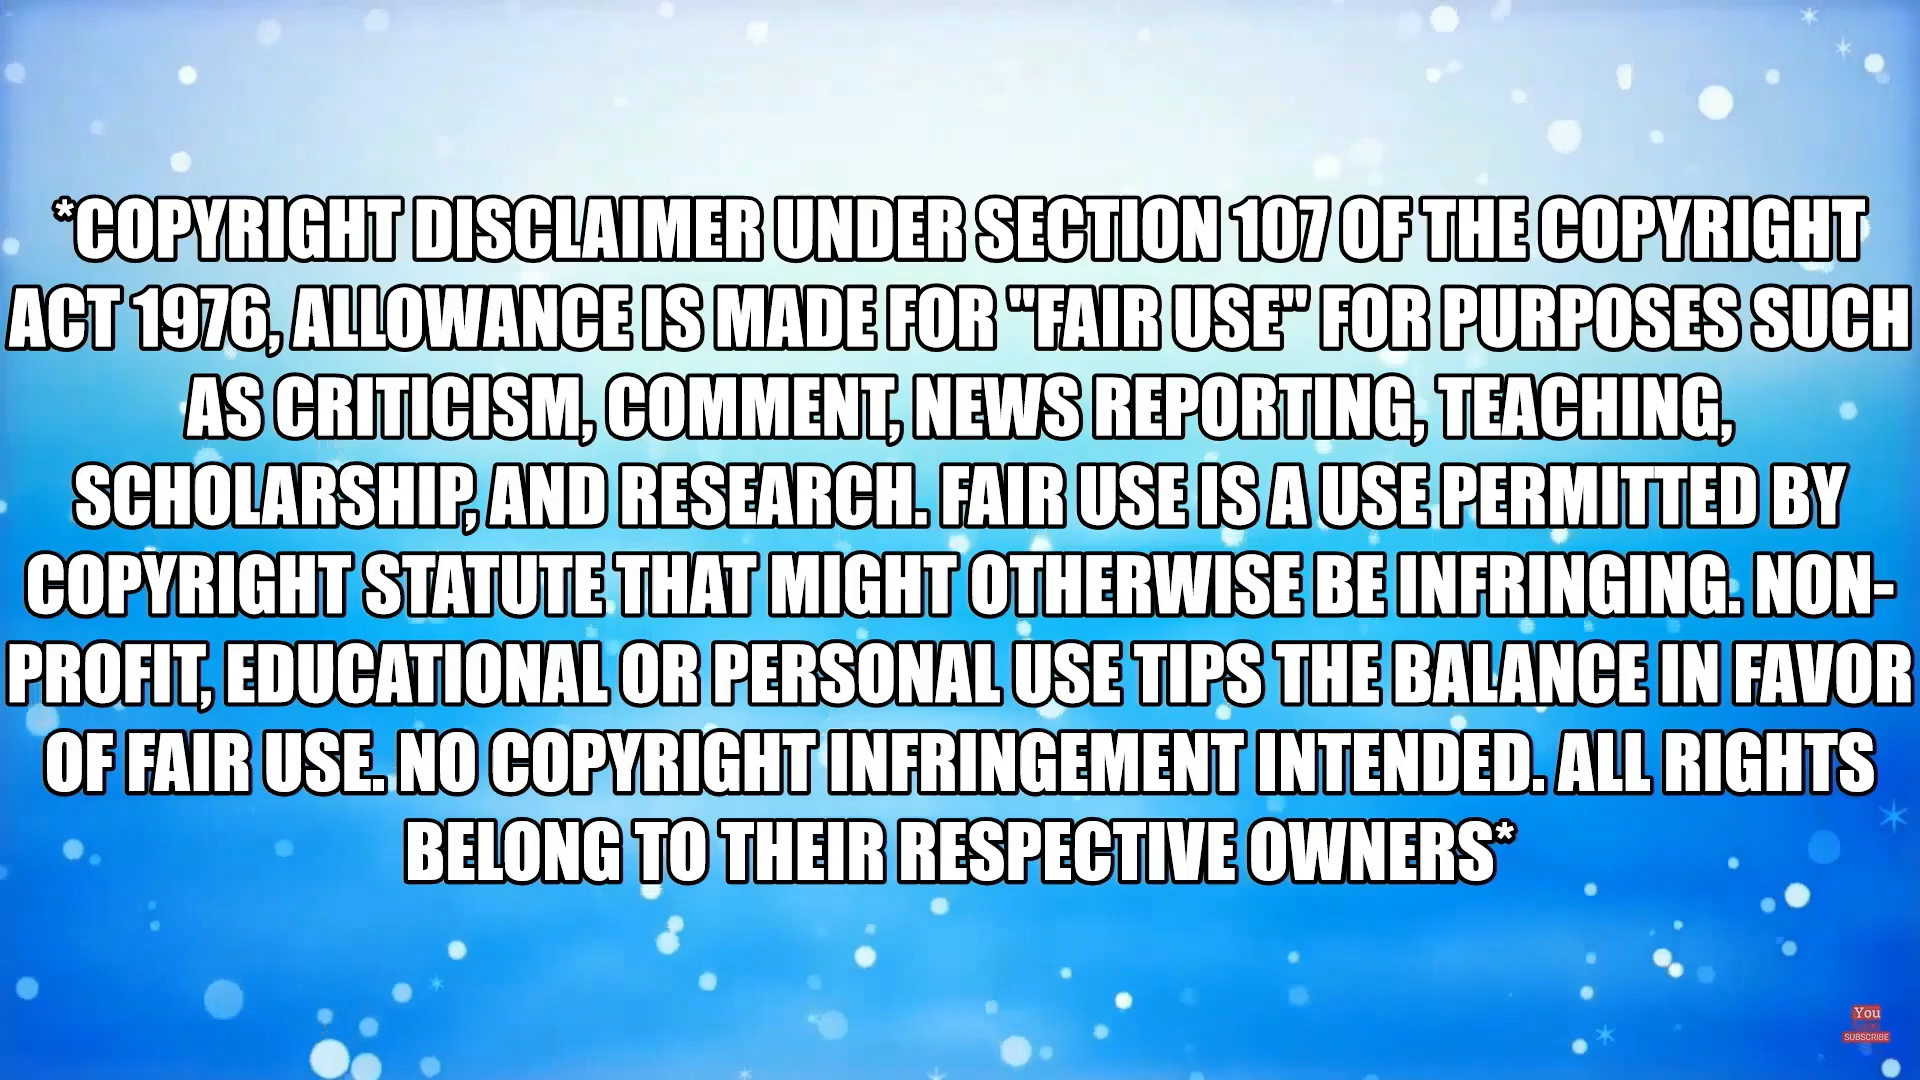 *COPYRIGHT DISCLAIMER UNDER SECTION 107 OF THE COPYRIGHT
ACT 1976, ALLOWANCE IS MADE FOR "FAIR USE" FOR PURPOSES SUCH
AS CRITICISM, COMMENT, NEWS REPORTING, TEACHING,
SCHOLARSHIP, AND RESEARCH. FAIR USE IS A USE PERMITTED BY
COPYRIGHT STATUTE THAT MIGHT OTHERWISE BE INFRINGING. NON-
PROFIT, EDUCATIONAL OR PERSONAL USE TIPS THE BALANCE IN FAVOR
OF FAIR USE. NO COPYRIGHT INFRINGEMENT INTENDED. ALL RIGHTS
BELONG TO THEIR RESPECTIVE OWNERS*
You
SUBSCRIBE